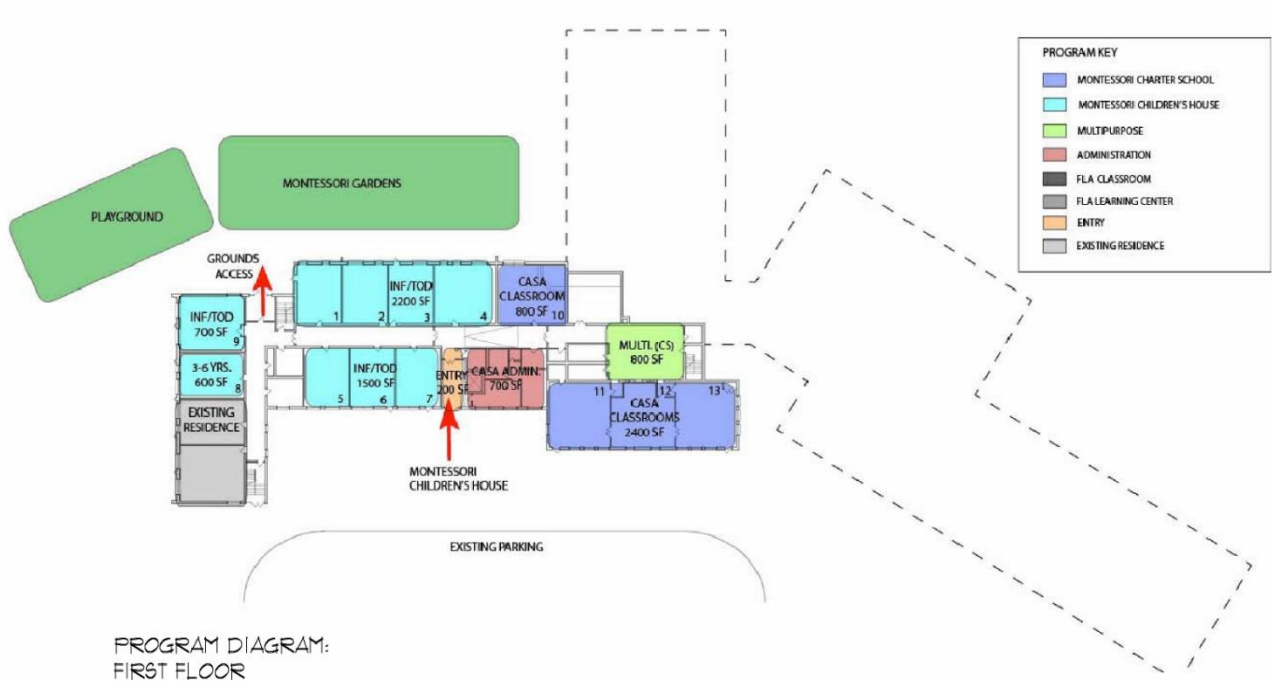 PROGRAM KEY
MONTESSORI CHARTER SCHOOL
MONTESSORI CHILDREN'S HOUSE
MULTIPURPOSE
ADMINISTRATION
FLA CLASSROOM
FLA LEARNING CENTER
ENTRY
EXISTING RESIDENCE
MONTESSORI GARDENS
PLAYGROUND
GROUNDS
ACCESS
INF/TOD
2200 SF
1
2
3
4
CASA
CLASSROOM
800 SF
10
INF/TOD
700 SF
9
3-6 YRS.
600 SF
8
EXISTING
RESIDENCE
INF/TOD
1500 SF
5
6
7
ENTRY
200 SF
CASA ADMIN.
700 SF
MULTI. (CS)
800 SF
11
12
13
CASA
CLASSROOMS
2400 SF
MONTESSORI
CHILDREN'S HOUSE
EXISTING PARKING
PROGRAM DIAGRAM:
FIRST FLOOR